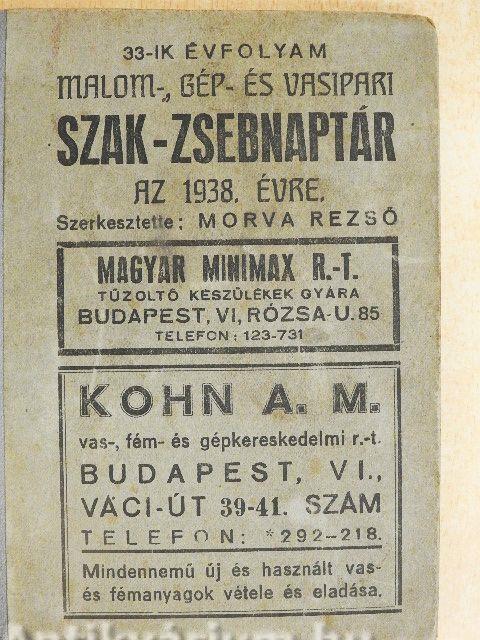 33-IK ÉVFOLYAM
MALOM-, GÉP- ÉS VASIPARI
SZAK-ZSEBNAPTÁR
AZ 1938. ÉVRE.
Szerkesztette: MORVA REZSŐ
MAGYAR MINIMAX R.-T.
TŰZOLTÓ KÉSZÜLÉKEK GYÁRA
BUDAPEST, VI, RÓZSA-U. 85
TELEFON: 123-731
KOHN A. M.
vas-, fém- és gépkereskedelmi r.-t.
BUDAPEST, VI.,
VÁCI-ÚT 39-41. SZÁM
TELEFON: *292-218.
Mindennemű új és használt vas-
és fémanyagok vétele és eladása.
Antikvarium.hu